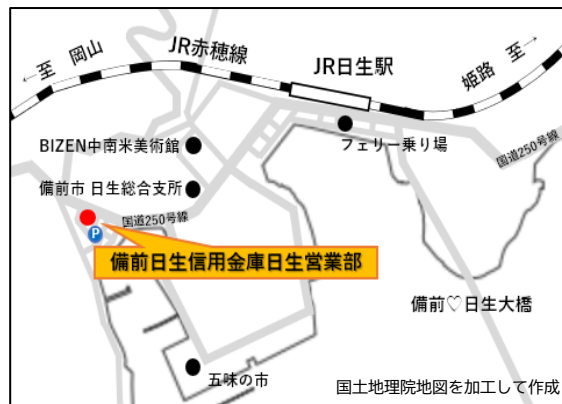 ←至 岡山
JR赤穂線
JR日生駅
姫路 至→
BIZEN中南米美術館
フェリー乗り場
国道250号線
備前市 日生総合支所
国道250号線
P
備前日生信用金庫日生営業部
備前♡日生大橋
五味の市
国土地理院地図を加工して作成